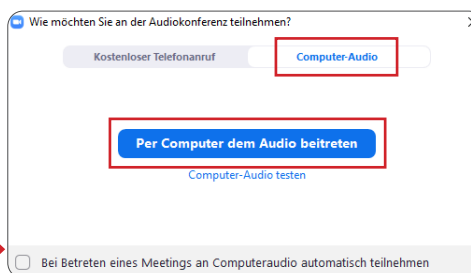 Wie möchten Sie an der Audiokonferenz teilnehmen?
Kostenloser Telefonanruf Computer-Audio
Per Computer dem Audio beitreten
Computer-Audio testen
Bei Betreten eines Meetings an Computeraudio automatisch teilnehmen